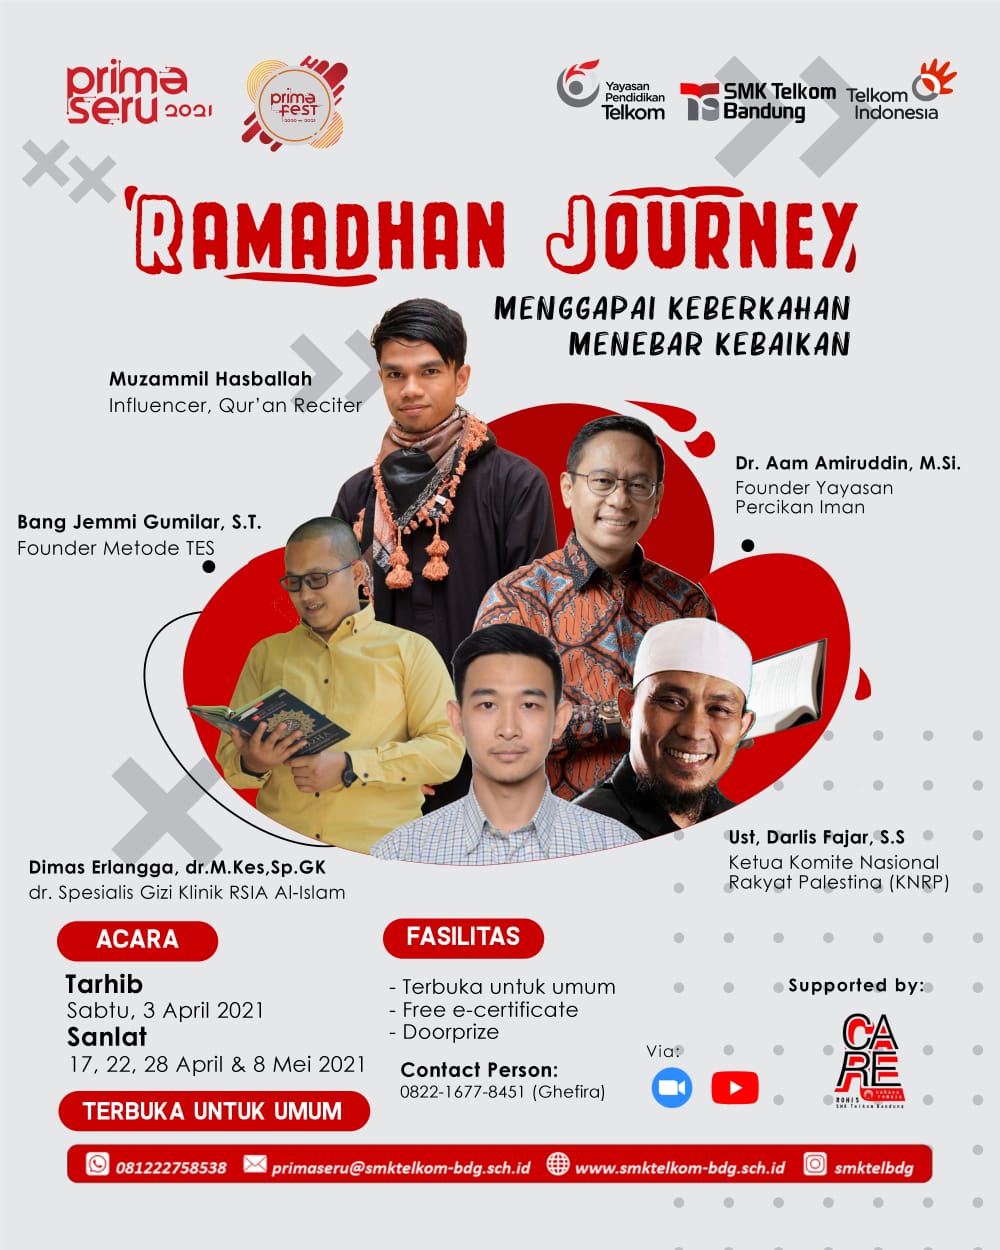 prima
seru 2021
prima
FEST
2020 — 2021
Yayasan
Pendidikan
Telkom
SMK Telkom
Bandung
Telkom
Indonesia
RAMADHAN JOURNEY
MENGGAPAI KEBERKAHAN
MENEBAR KEBAIKAN
Muzammil Hasballah
Influencer, Qur'an Reciter
Dr. Aam Amiruddin, M.Si.
Founder Yayasan
Percikan Iman
Bang Jemmi Gumilar, S.T.
Founder Metode TES
Ust, Darlis Fajar, S.S
Ketua Komite Nasional
Rakyat Palestina (KNRP)
Dimas Erlangga, dr.M.Kes,Sp.GK
dr. Spesialis Gizi Klinik RSIA Al-Islam
ACARA
Tarhib
Sabtu, 3 April 2021
Sanlat
17, 22, 28 April & 8 Mei 2021
TERBUKA UNTUK UMUM
FASILITAS
- Terbuka untuk umum
- Free e-certificate
- Doorprize
Contact Person:
0822-1677-8451 (Ghefira)
Via:
Supported by:
CA
RE
ROHIS
SMK Telkom Bandung
081222758538 primaseru@smktelkom-bdg.sch.id www.smktelkom-bdg.sch.id smktelbdg